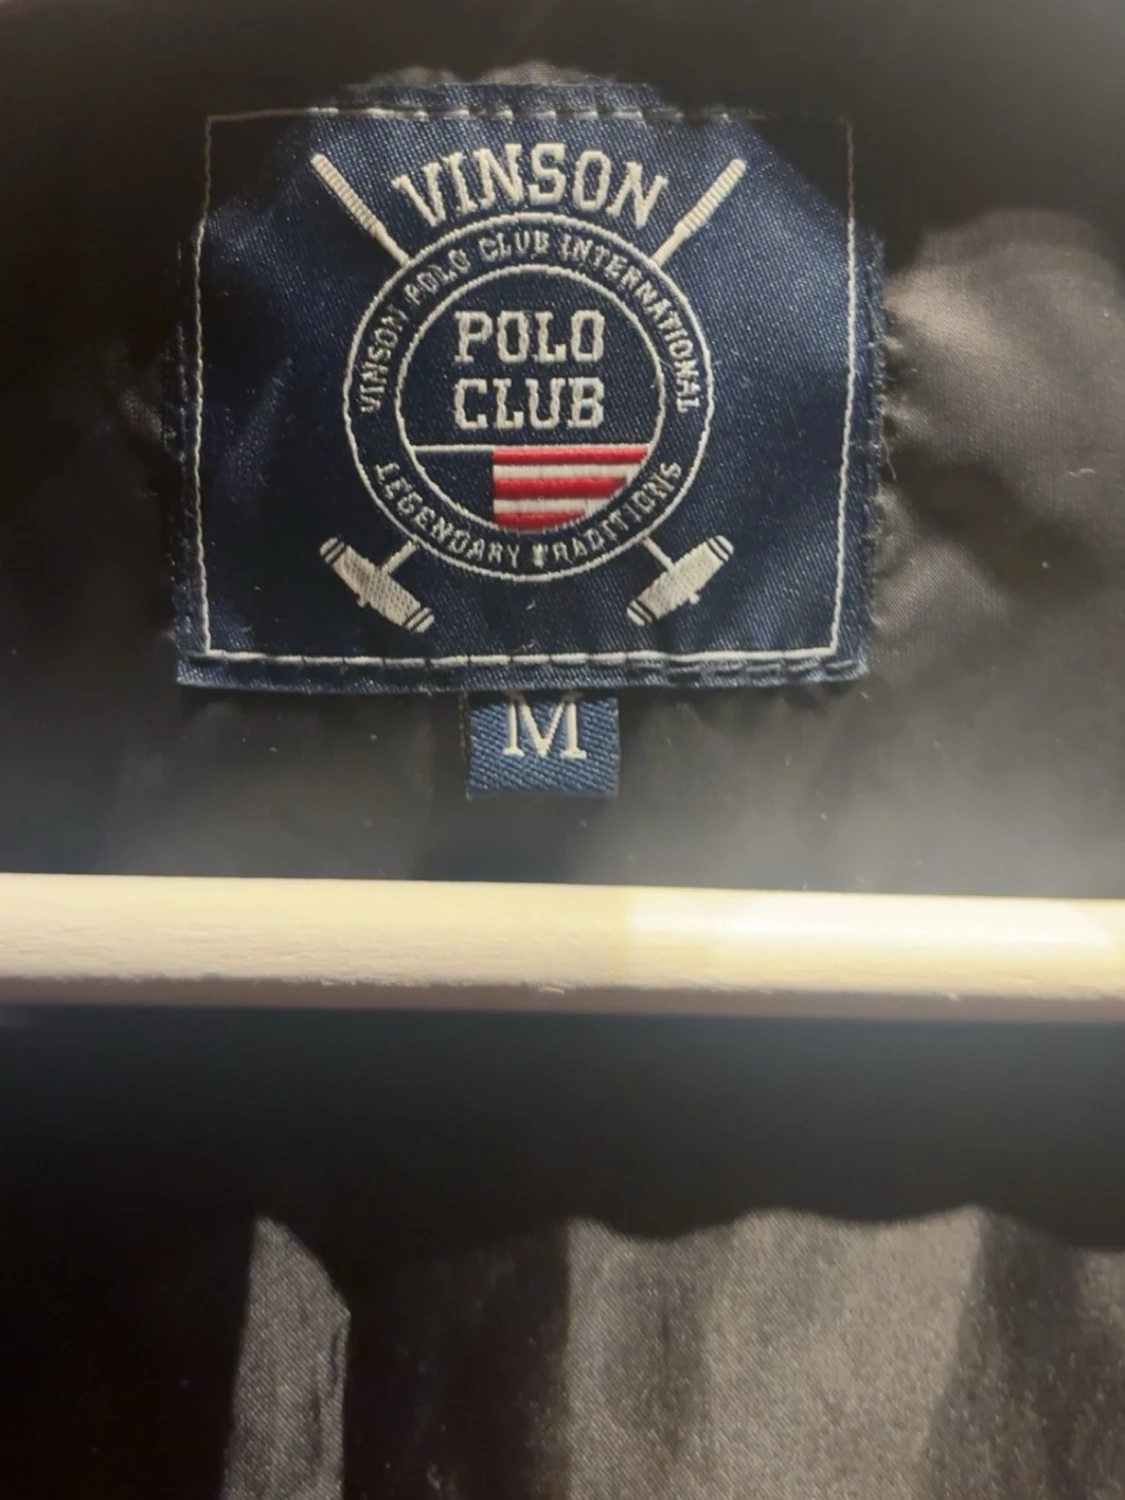 VINSON
VINSON POLO CLUB INTERNATIONAL
POLO
CLUB
LEGENDARY TRADITIONS
M